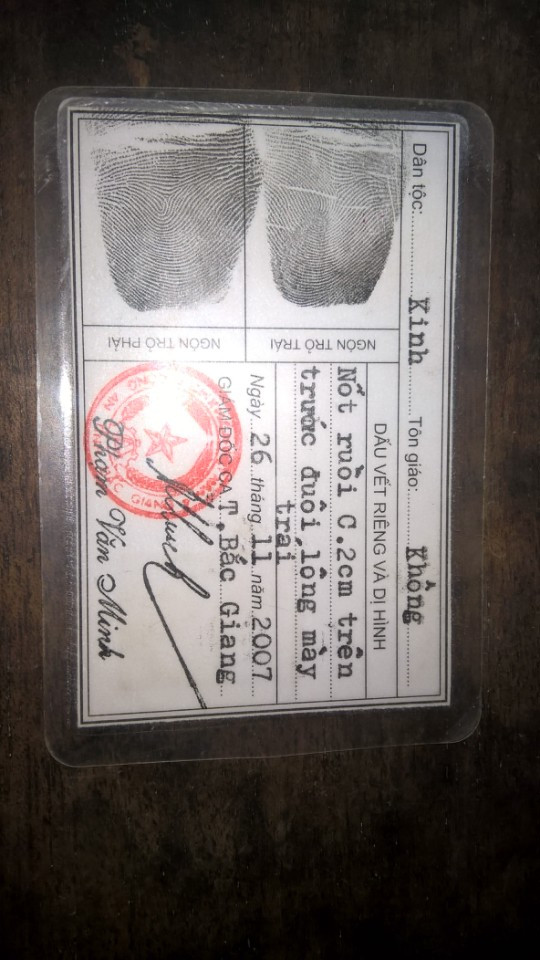 Dân tộc: Kinh Tôn giáo: Không
NGÓN TRỎ TRÁI
NGÓN TRỎ PHẢI
DẤU VẾT RIÊNG VÀ DỊ HÌNH
Nốt ruồi C.2cm trên
trước đuôi lông mày
trái
Ngày 26 tháng 11 năm 2007
GIÁM ĐỐC CA T. Bắc Giang
Phạm Văn Minh